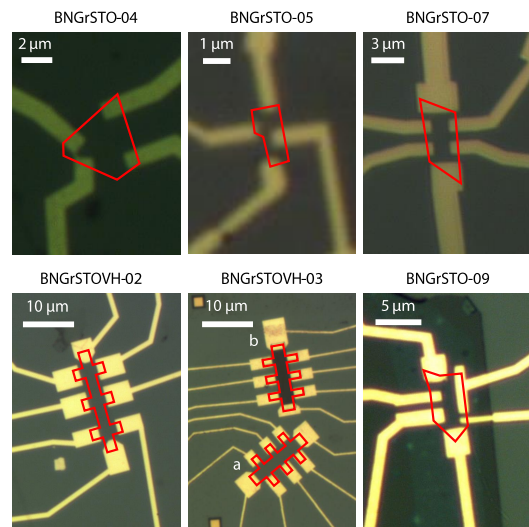 BNGrSTO-04
BNGrSTO-05
BNGrSTO-07
2 µm
1 µm
3 µm
BNGrSTOVH-02
BNGrSTOVH-03
BNGrSTO-09
10 µm
10 µm
5 µm
b
a